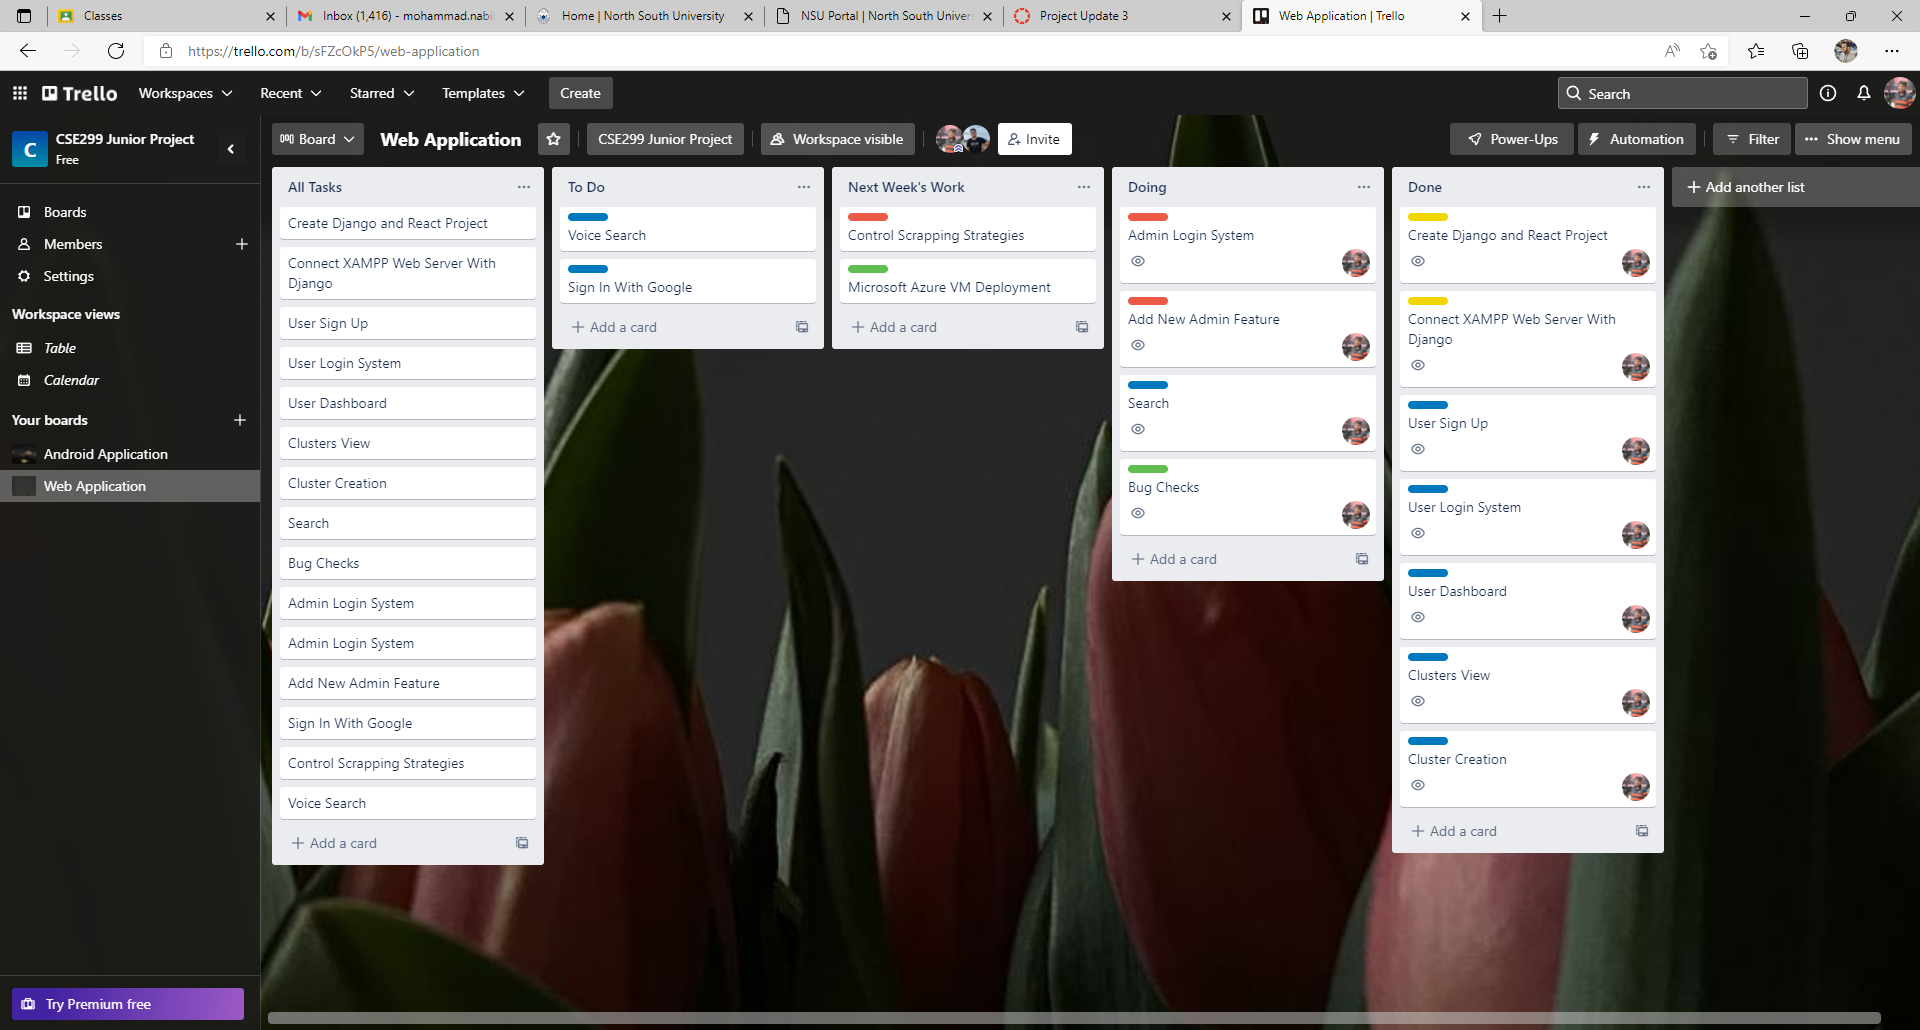 Classes
Inbox (1,416) - mohammad.nabil
Home | North South University
NSU Portal | North South Univers
Project Update 3
Web Application | Trello
https://trello.com/b/sFZcOkP5/web-application
Trello
Workspaces
Recent
Starred
Templates
Create
Search
C
CSE299 Junior Project
Free
Board
Web Application
CSE299 Junior Project
Workspace visible
Invite
Power-Ups
Automation
Filter
Show menu
Boards
Members
Settings
Workspace views
Table
Calendar
Your boards
Android Application
Web Application
Try Premium free
All Tasks
Create Django and React Project
Connect XAMPP Web Server With
Django
User Sign Up
User Login System
User Dashboard
Clusters View
Cluster Creation
Search
Bug Checks
Admin Login System
Admin Login System
Add New Admin Feature
Sign In With Google
Control Scrapping Strategies
Voice Search
Add a card
To Do
Voice Search
Sign In With Google
Add a card
Next Week's Work
Control Scrapping Strategies
Microsoft Azure VM Deployment
Add a card
Doing
Admin Login System
Add New Admin Feature
Search
Bug Checks
Add a card
Done
Create Django and React Project
Connect XAMPP Web Server With
Django
User Sign Up
User Login System
User Dashboard
Clusters View
Cluster Creation
Add a card
Add another list